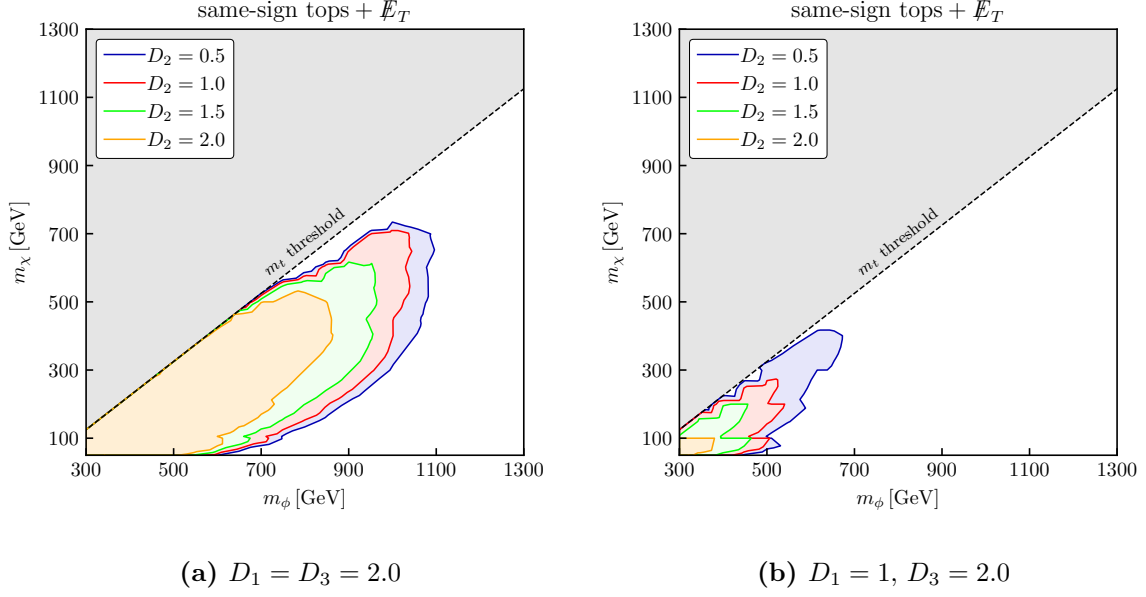 same-sign tops + E̸_T
1300
1100
900
700
500
300
100
m_χ [GeV]
D_2 = 0.5
D_2 = 1.0
D_2 = 1.5
D_2 = 2.0
m_t threshold
300 500 700 900 1100 1300
m_ϕ [GeV]
(a) D_1 = D_3 = 2.0
same-sign tops + E̸_T
1300
1100
900
700
500
300
100
m_χ [GeV]
D_2 = 0.5
D_2 = 1.0
D_2 = 1.5
D_2 = 2.0
m_t threshold
300 500 700 900 1100 1300
m_ϕ [GeV]
(b) D_1 = 1, D_3 = 2.0